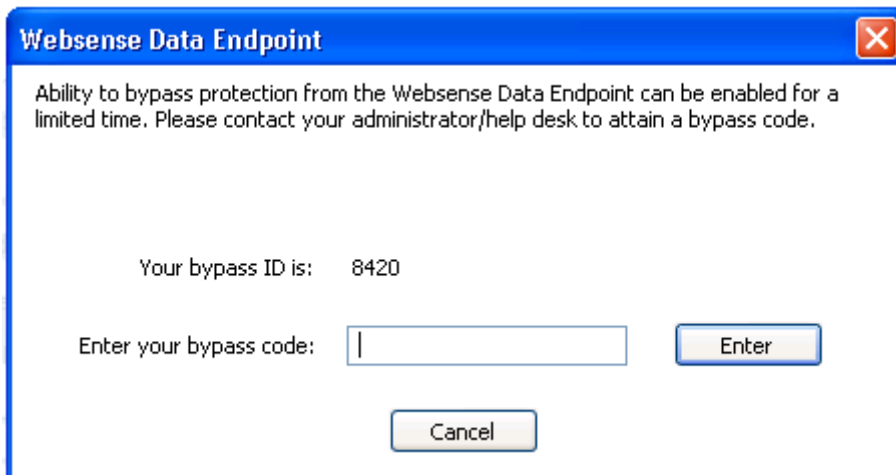 Websense Data Endpoint
Ability to bypass protection from the Websense Data Endpoint can be enabled for a
limited time. Please contact your administrator/help desk to attain a bypass code.
Your bypass ID is: 8420
Enter your bypass code: Enter
Cancel